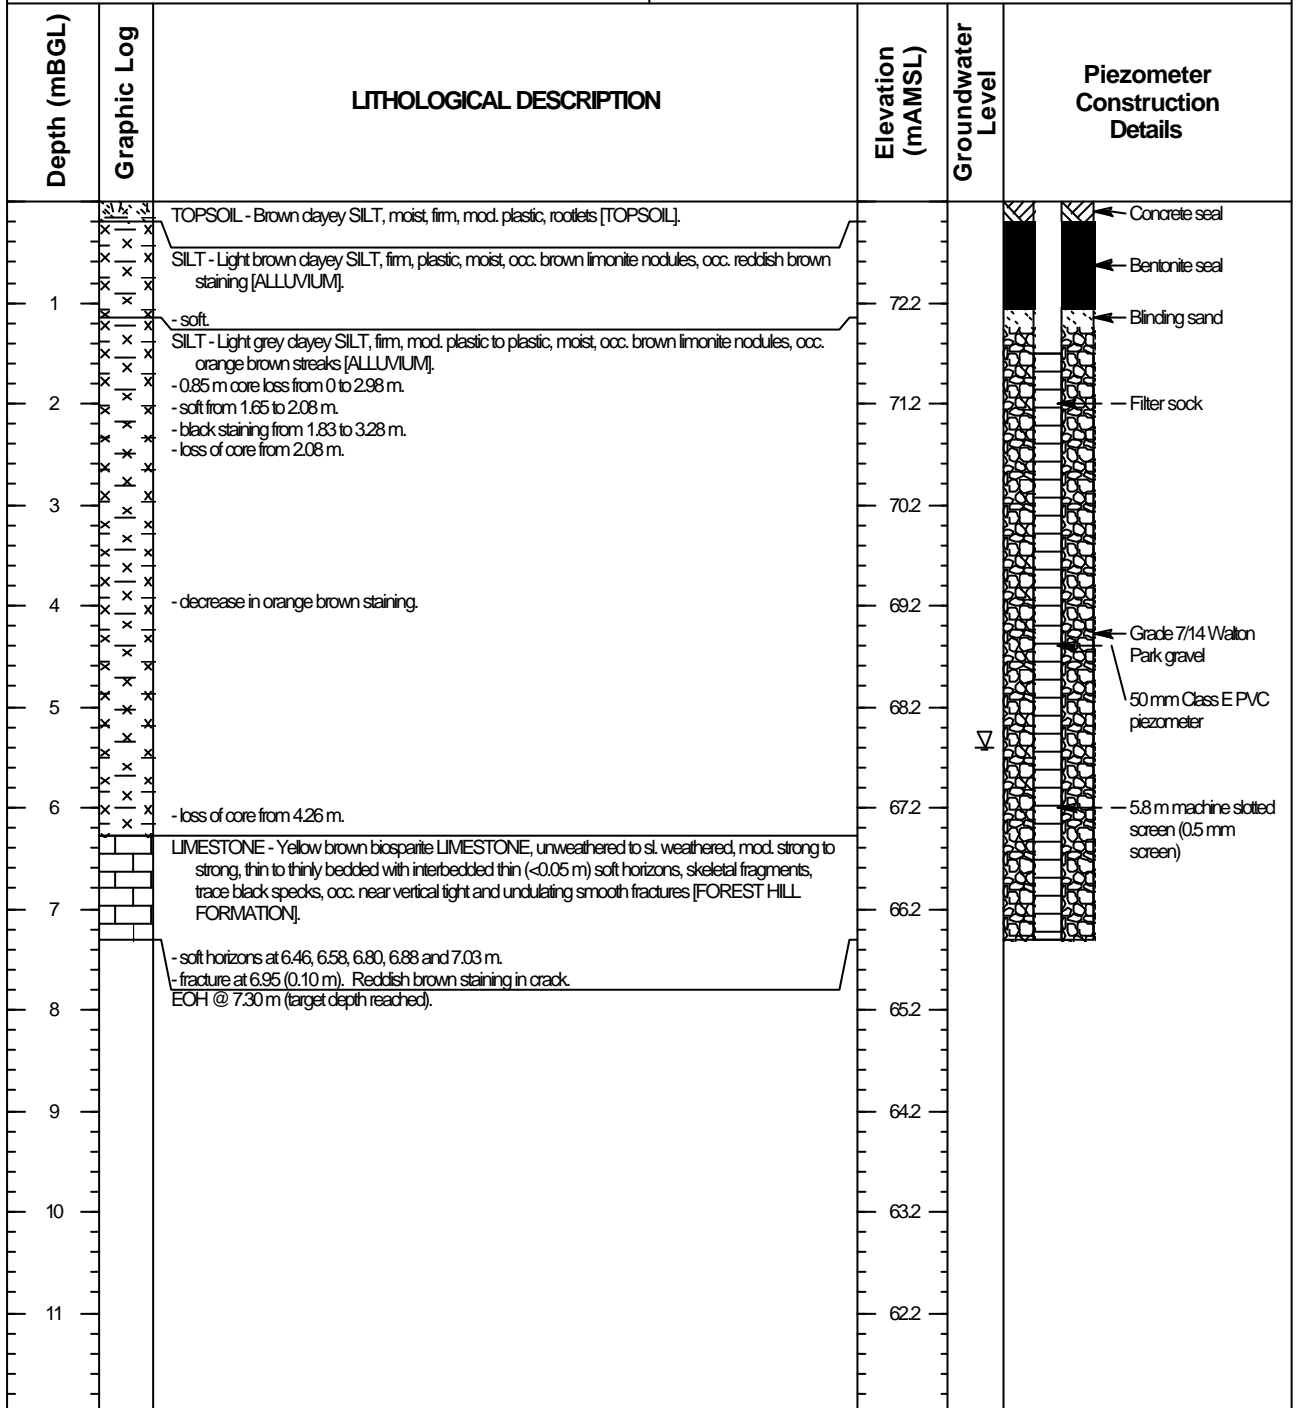 Depth (mBGL)
Graphic Log
LITHOLOGICAL DESCRIPTION
Elevation
(mAMSL)
Groundwater
Level
Piezometer
Construction
Details
TOPSOIL - Brown clayey SILT, moist, firm, mod. plastic, rootlets [TOPSOIL].
SILT - Light brown clayey SILT, firm, plastic, moist, occ. brown limonite nodules, occ. reddish brown
staining [ALLUVIUM].
- soft.
SILT - Light grey clayey SILT, firm, mod. plastic to plastic, moist, occ. brown limonite nodules, occ.
orange brown streaks [ALLUVIUM].
- 0.85 m core loss from 0 to 2.98 m.
- soft from 1.65 to 2.08 m.
- black staining from 1.83 to 3.28 m.
- loss of core from 2.08 m.
- decrease in orange brown staining.
- loss of core from 4.26 m.
LIMESTONE - Yellow brown biosparite LIMESTONE, unweathered to sl. weathered, mod. strong to
strong, thin to thinly bedded with interbedded thin (<0.05 m) soft horizons, skeletal fragments,
trace black specks, occ. near vertical tight and undulating smooth fractures [FOREST HILL
FORMATION].
- soft horizons at 6.46, 6.58, 6.80, 6.88 and 7.03 m.
- fracture at 6.95 (0.10 m). Reddish brown staining in crack.
EOH @ 7.30 m (target depth reached).
1
2
3
4
5
6
7
8
9
10
11
72.2
71.2
70.2
69.2
68.2
67.2
66.2
65.2
64.2
63.2
62.2
Concrete seal
Bentonite seal
Blinding sand
Filter sock
Grade 7/14 Walton
Park gravel
50 mm Class E PVC
piezometer
5.8 m machine slotted
screen (0.5 mm
screen)